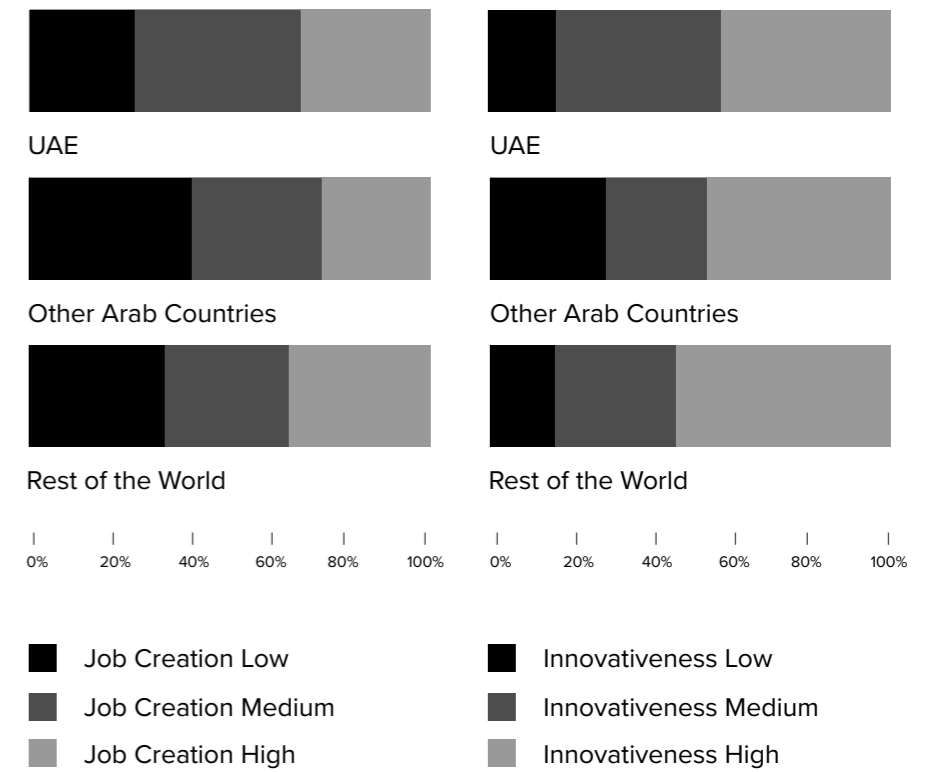 UAE
UAE
Other Arab Countries
Other Arab Countries
Rest of the World
Rest of the World
0% 20% 40% 60% 80% 100%
0% 20% 40% 60% 80% 100%
Job Creation Low
Job Creation Medium
Job Creation High
Innovativeness Low
Innovativeness Medium
Innovativeness High